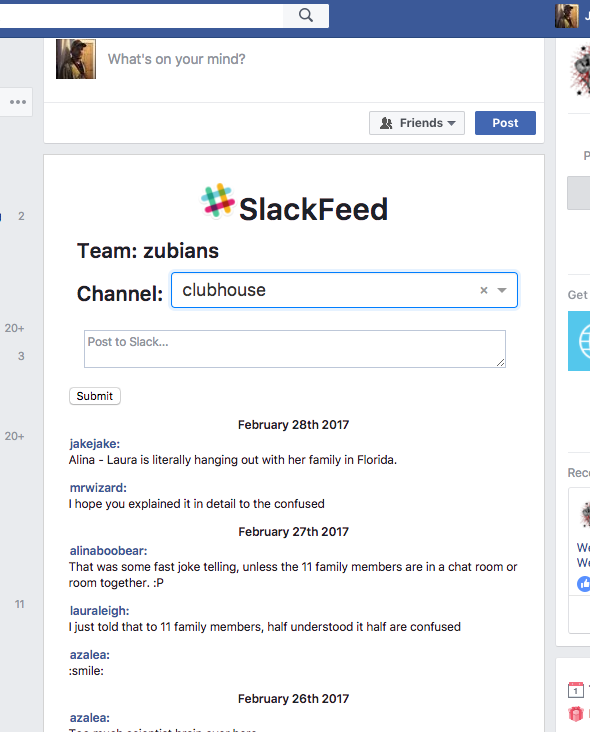 J
What's on your mind?
Friends
Post
SlackFeed
Team: zubians
P
2
Channel: clubhouse ×
Get
20+
Post to Slack...
3
Submit
February 28th 2017
20+
jakejake:
Alina - Laura is literally hanging out with her family in Florida.
Rec
mrwizard:
I hope you explained it in detail to the confused
February 27th 2017
alinaboobear:
We
That was some fast joke telling, unless the 11 family members are in a chat room or
We
room together. :P
11
lauraleigh:
I just told that to 11 family members, half understood it half are confused
azalea:
:smile:
1
February 26th 2017
azalea: